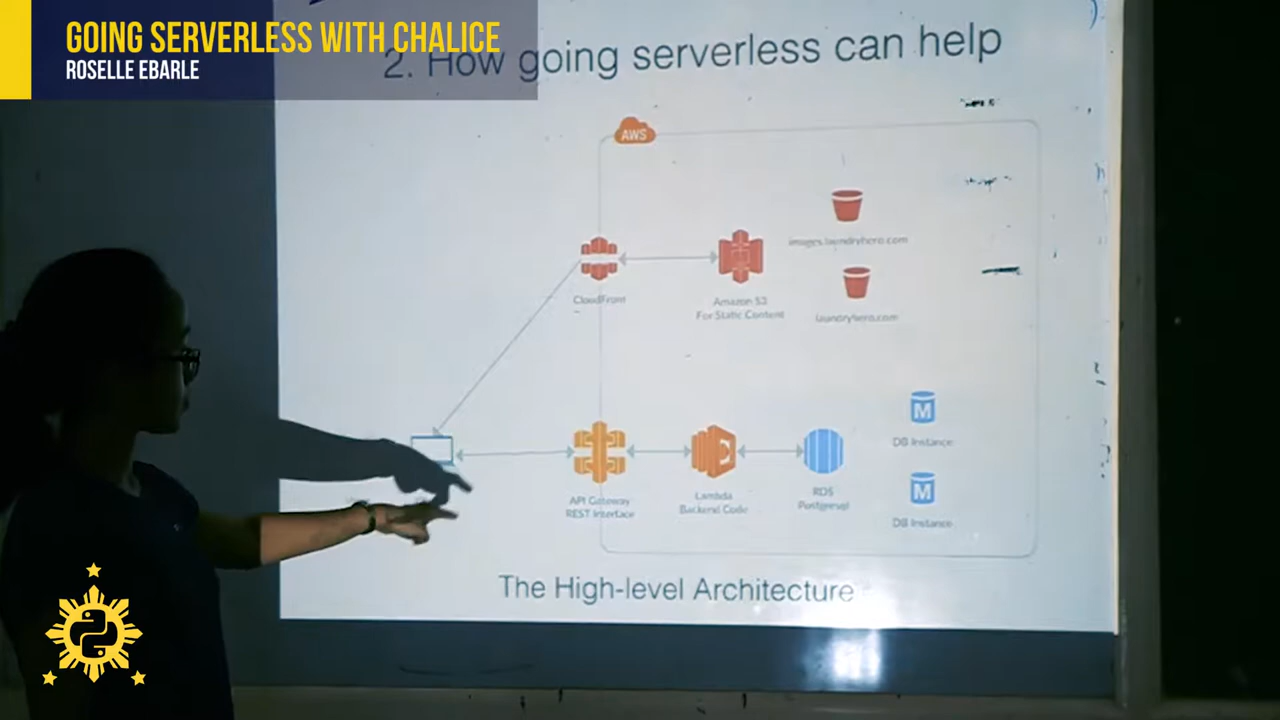 GOING SERVERLESS WITH CHALICE
ROSELLE EBARLE
2. How going serverless can help
AWS
images.laundryhero.com
CloudFront
Amazon S3
For Static Content
laundryhero.com
M
DB Instance
API Gateway
REST Interface
Lambda
Backend Code
RDS
Postgresql
M
DB Instance
The High-level Architecture